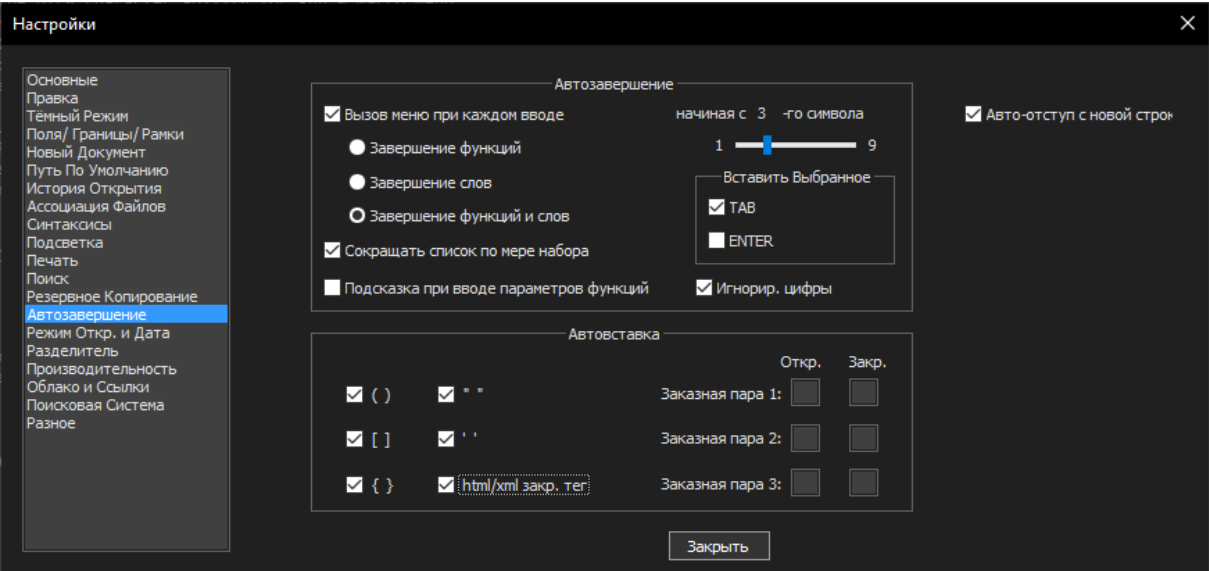 Настройки
Основные
Правка
Тёмный Режим
Поля/ Границы/ Рамки
Новый Документ
Путь По Умолчанию
История Открытия
Ассоциация Файлов
Синтаксисы
Подсветка
Печать
Поиск
Резервное Копирование
Автозавершение
Режим Откр. и Дата
Разделитель
Производительность
Облако и Ссылки
Поисковая Система
Разное
Автозавершение
Вызов меню при каждом вводе
начиная с 3 -го символа
1 9
Завершение функций
Завершение слов
Завершение функций и слов
Вставить Выбранное
TAB
ENTER
Сокращать список по мере набора
Подсказка при вводе параметров функций
Игнорир. цифры
Авто-отступ с новой строк
Автовставка
Откр. Закр.
( ) " " Заказная пара 1:
[ ] ' ' Заказная пара 2:
{ } html/xml закр. тег Заказная пара 3:
Закрыть